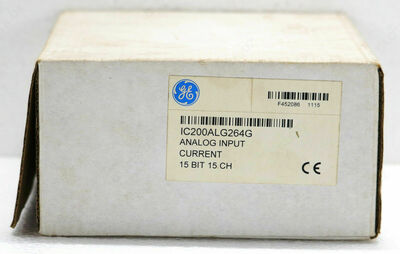 GE
F452086 1115
IC200ALG264G
ANALOG INPUT
CURRENT
15 BIT 15 CH
CE